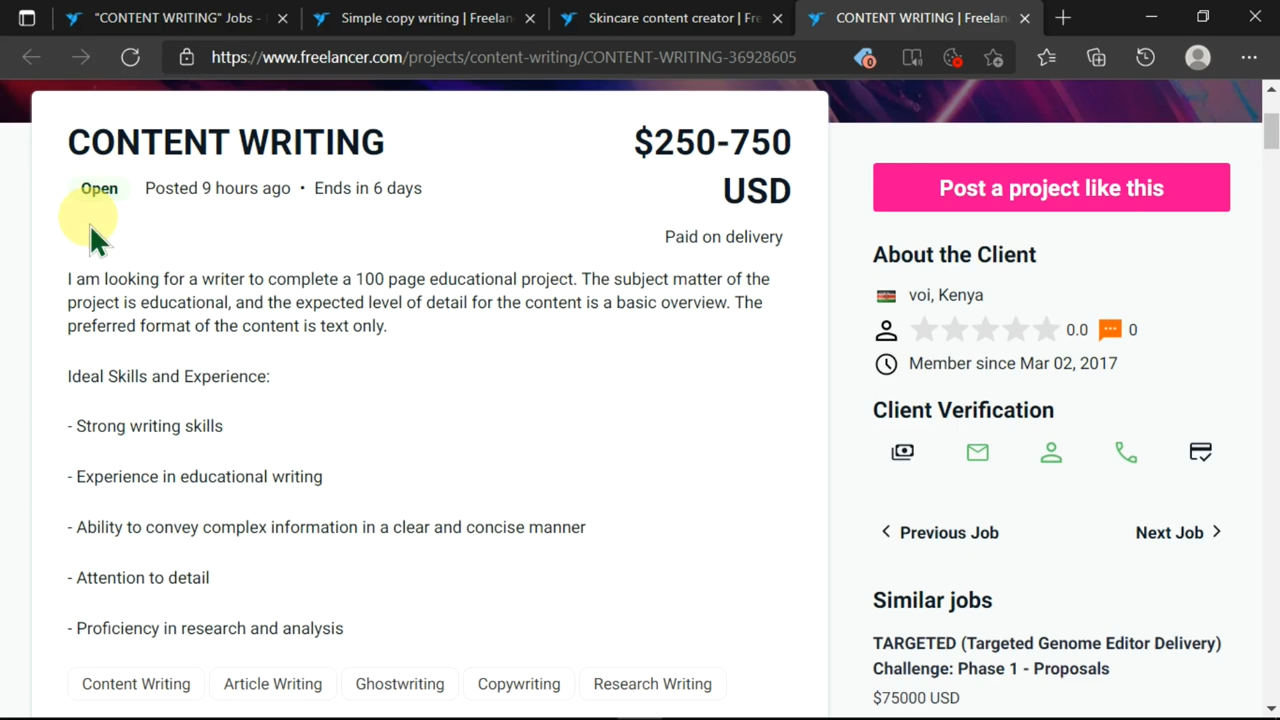 "CONTENT WRITING" Jobs -
Simple copy writing | Freelan
Skincare content creator | Fre
CONTENT WRITING | Freelan
https://www.freelancer.com/projects/content-writing/CONTENT-WRITING-36928605
0
CONTENT WRITING
$250-750
USD
Open Posted 9 hours ago • Ends in 6 days
Paid on delivery
I am looking for a writer to complete a 100 page educational project. The subject matter of the
project is educational, and the expected level of detail for the content is a basic overview. The
preferred format of the content is text only.
Ideal Skills and Experience:
- Strong writing skills
- Experience in educational writing
- Ability to convey complex information in a clear and concise manner
- Attention to detail
- Proficiency in research and analysis
Content Writing Article Writing Ghostwriting Copywriting Research Writing
Post a project like this
About the Client
voi, Kenya
0.0 0
Member since Mar 02, 2017
Client Verification
Previous Job Next Job
Similar jobs
TARGETED (Targeted Genome Editor Delivery)
Challenge: Phase 1 - Proposals
$75000 USD